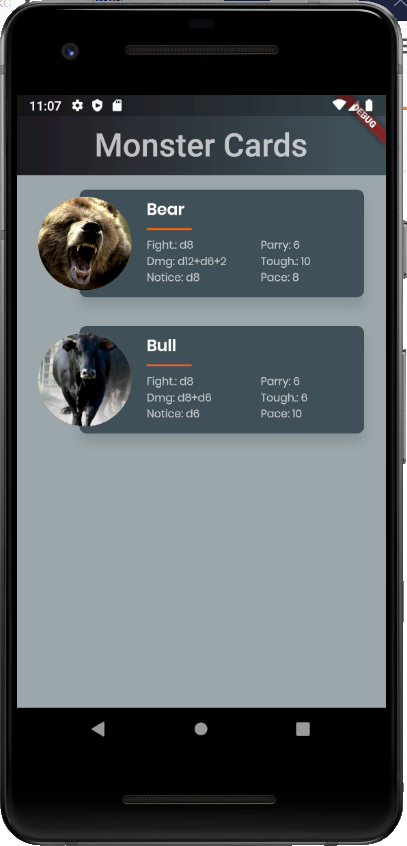 11:07
DEBUG
Monster Cards
Bear
Fight.: d8 Parry: 6
Dmg: d12+d6+2 Tough.: 10
Notice: d8 Pace: 8
Bull
Fight.: d8 Parry: 6
Dmg: d8+d6 Tough.: 6
Notice: d6 Pace: 10